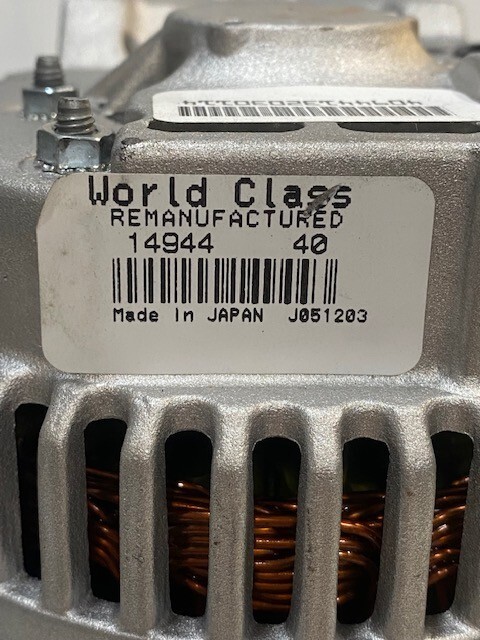 World Class
REMANUFACTURED
14944 40
Made In JAPAN J051203